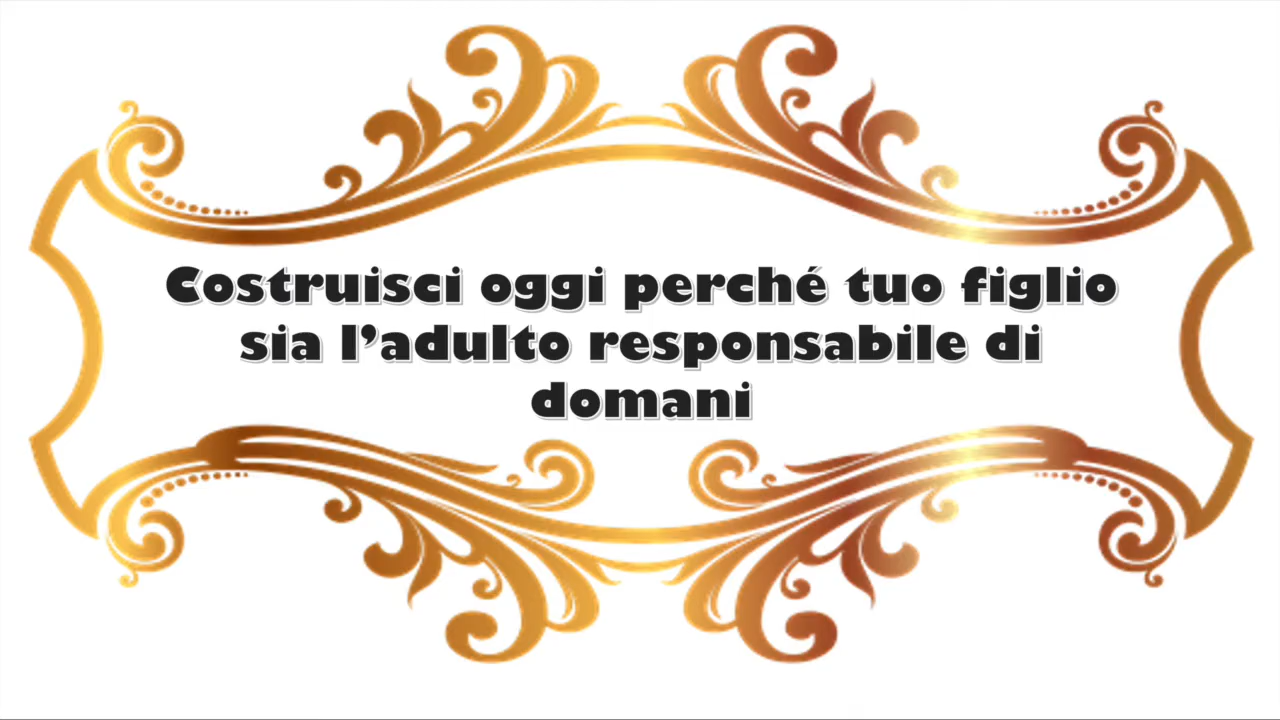 Costruisci oggi perché tuo figlio
sia l’adulto responsabile di
domani